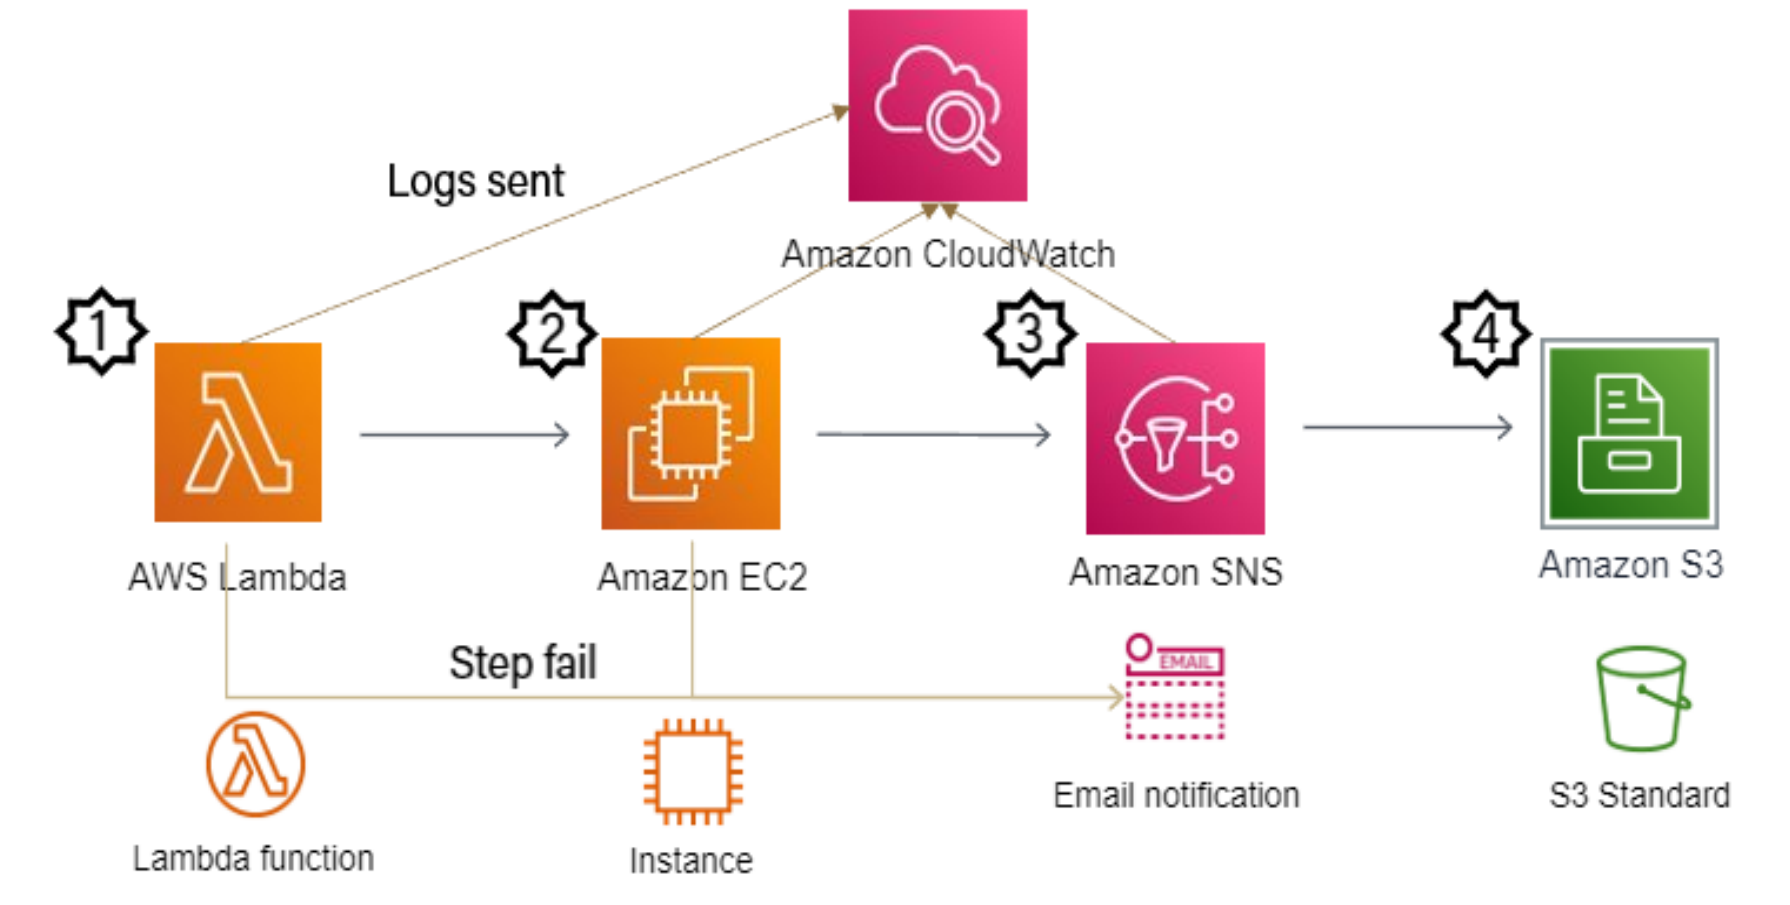 Logs sent
Amazon CloudWatch
1
2
3
4
AWS Lambda
Amazon EC2
Amazon SNS
Amazon S3
Step fail
EMAIL
Email notification
S3 Standard
Lambda function
Instance